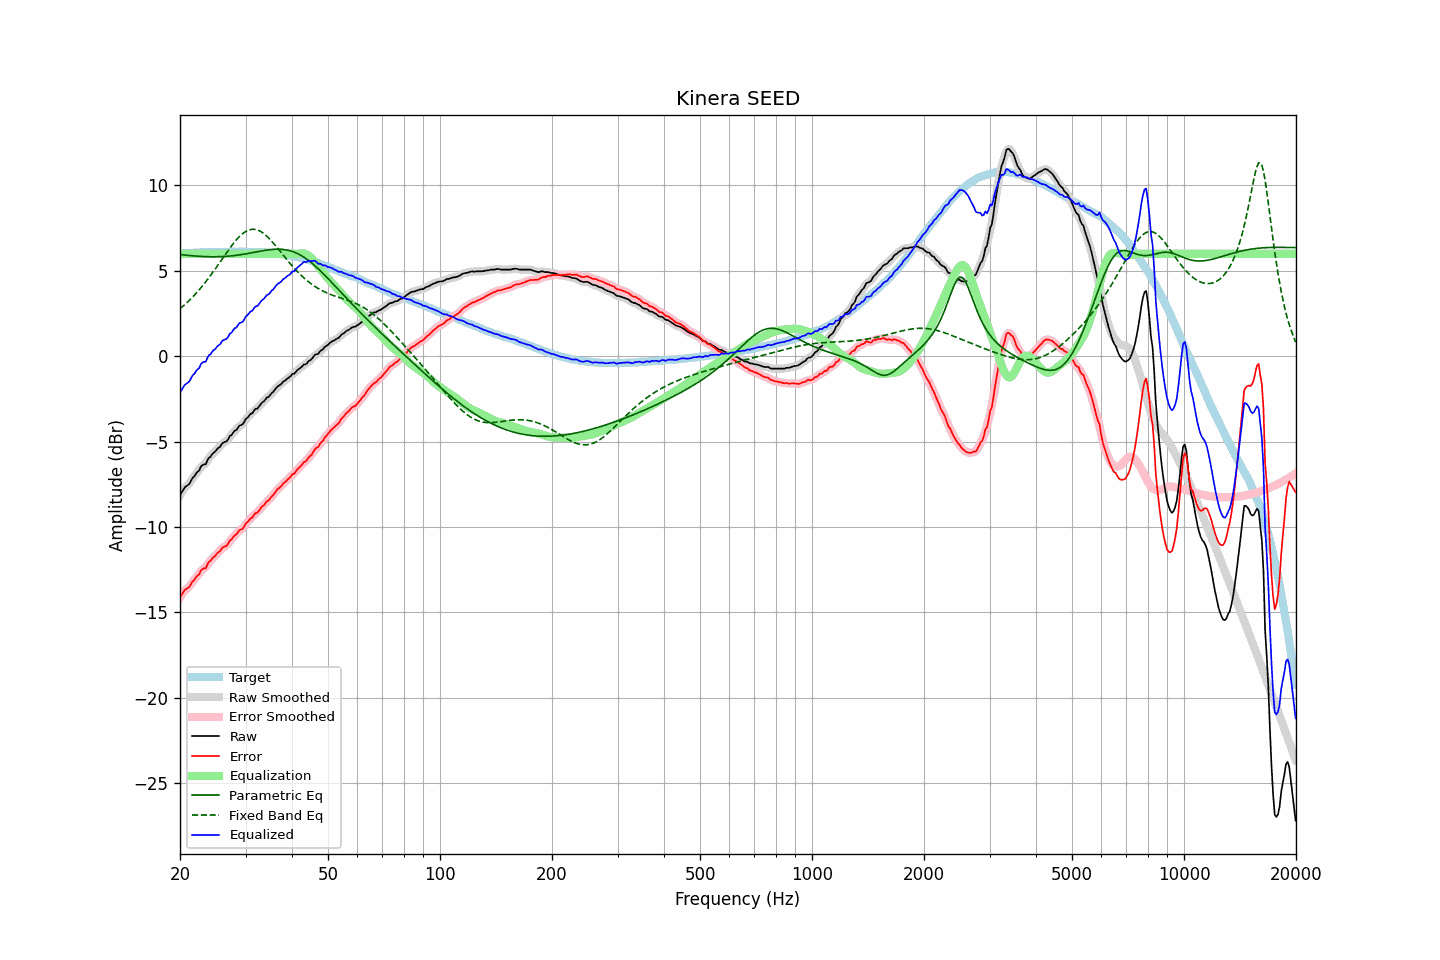 Kinera SEED
Amplitude (dBr)
10
5
0
−5
−10
−15
−20
−25
Target
Raw Smoothed
Error Smoothed
Raw
Error
Equalization
Parametric Eq
Fixed Band Eq
Equalized
20 50 100 200 500 1000 2000 5000 10000 20000
Frequency (Hz)